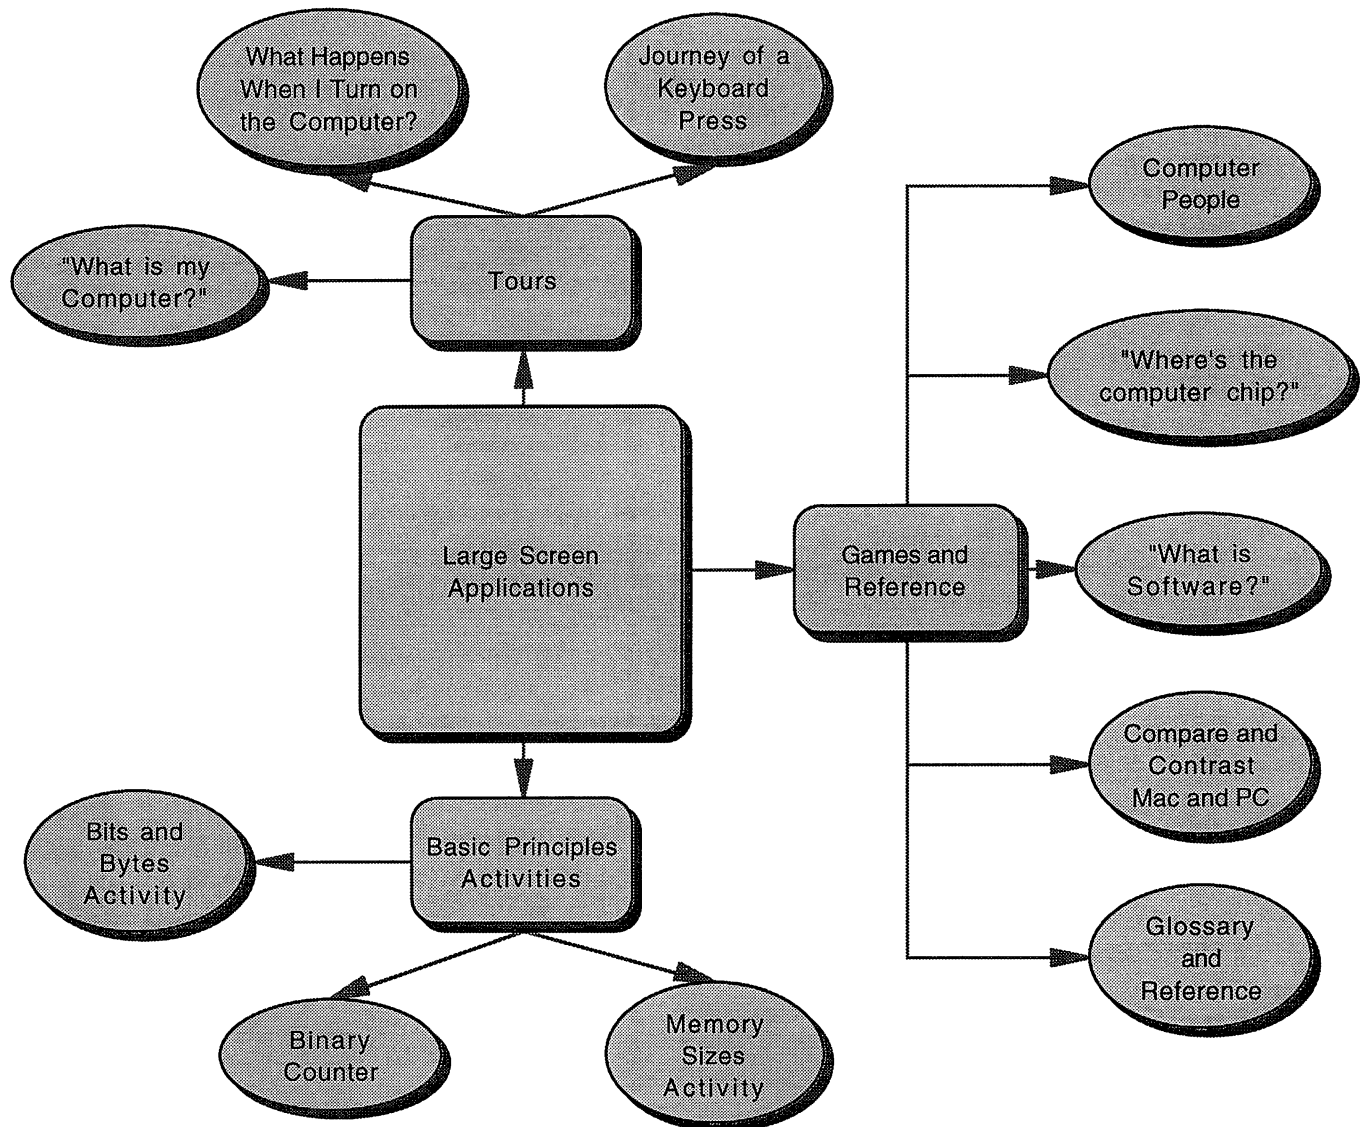 What Happens
When I Turn on
the Computer?
Journey of a
Keyboard
Press
Computer
People
"What is my
Computer?"
Tours
"Where's the
computer chip?"
Large Screen
Applications
Games and
Reference
"What is
Software?"
Compare and
Contrast
Mac and PC
Bits and
Bytes
Activity
Basic Principles
Activities
Glossary
and
Reference
Binary
Counter
Memory
Sizes
Activity